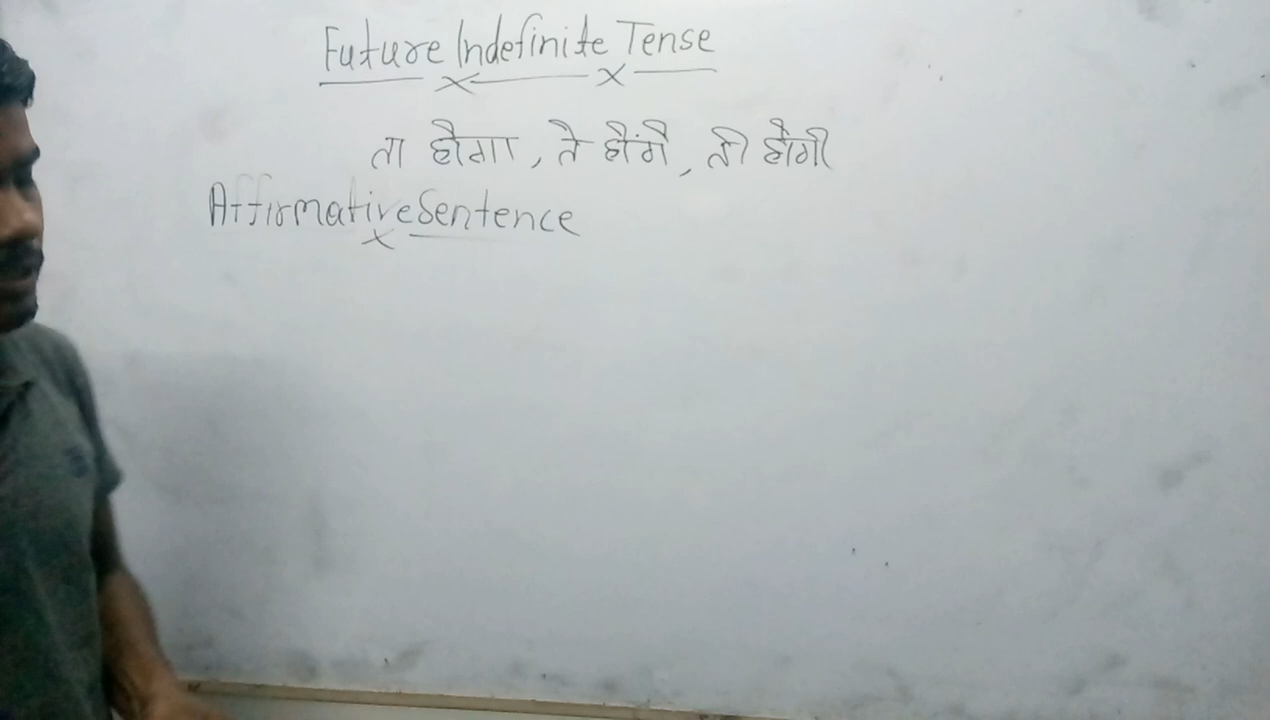 Future Indefinite Tense
ता होगा, ते होंगे, ती होगी
Affirmative Sentence